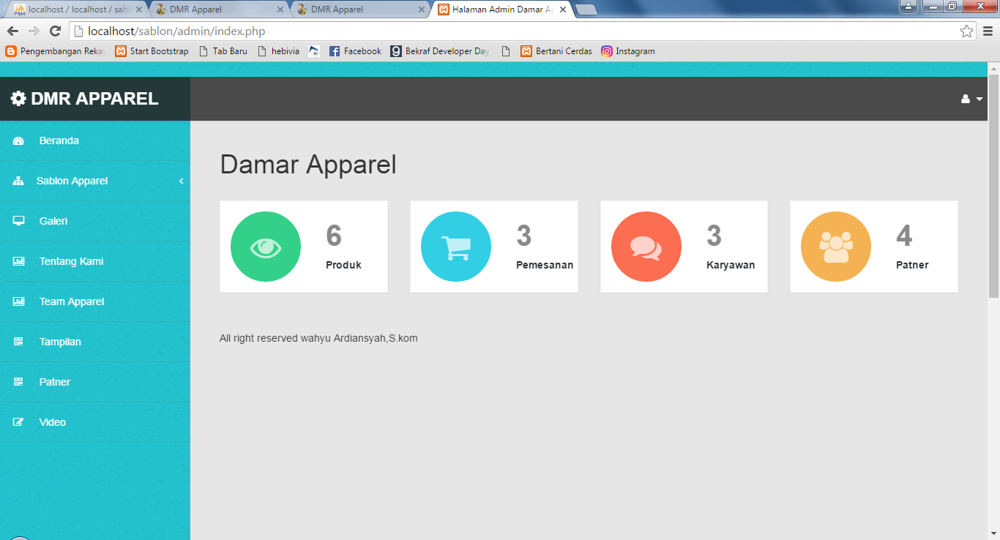 localhost / localhost / sabl
DMR Apparel
DMR Apparel
Halaman Admin Damar Ap
localhost/sablon/admin/index.php
Pengembangan Rekay
Start Bootstrap
Tab Baru
hebivia
Facebook
Bekraf Developer Day
Bertani Cerdas
Instagram
DMR APPAREL
Beranda
Sablon Apparel
Galeri
Tentang Kami
Team Apparel
Tampilan
Patner
Video
Damar Apparel
6
Produk
3
Pemesanan
3
Karyawan
4
Patner
All right reserved wahyu Ardiansyah,S.kom